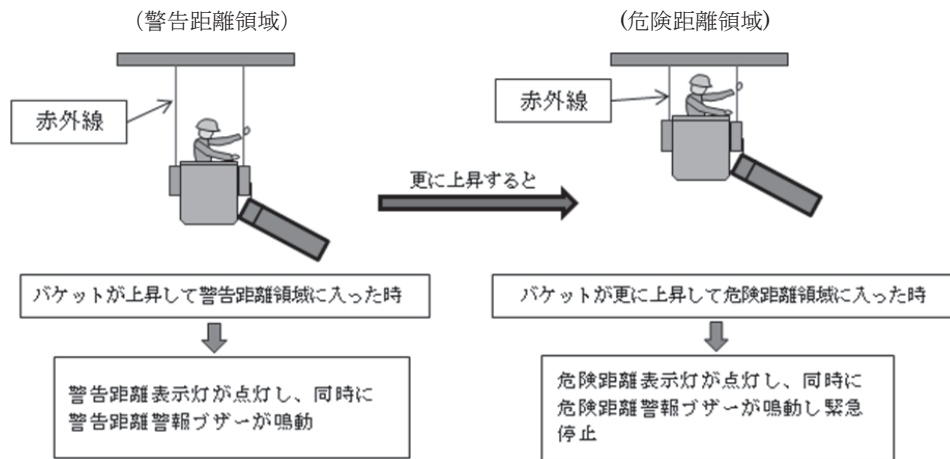 （警告距離領域）
(危険距離領域)
赤外線
赤外線
更に上昇すると
バケットが上昇して警告距離領域に入った時
バケットが更に上昇して危険距離領域に入った時
警告距離表示灯が点灯し、同時に
警告距離警報ブザーが鳴動
危険距離表示灯が点灯し、同時に
危険距離警報ブザーが鳴動し緊急
停止